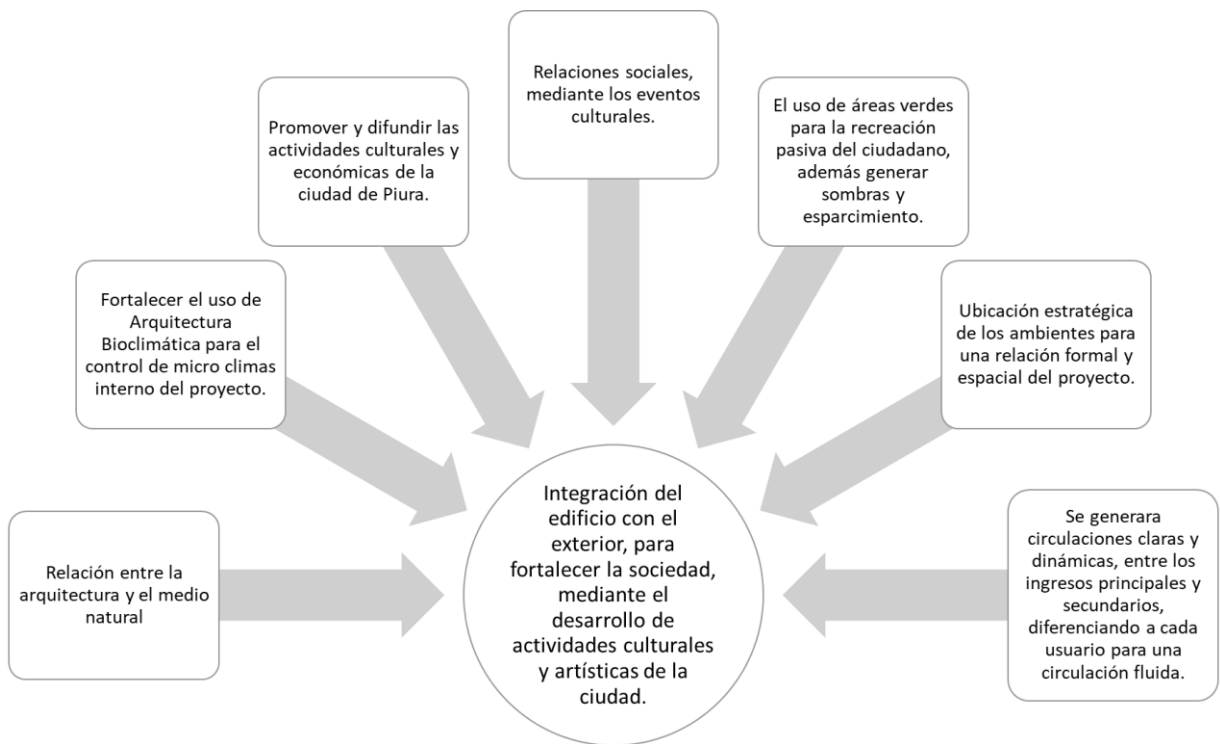 Relaciones sociales,
mediante los eventos
culturales.
Promover y difundir las
actividades culturales y
económicas de la
ciudad de Piura.
El uso de áreas verdes
para la recreación
pasiva del ciudadano,
además generar
sombras y
esparcimiento.
Fortalecer el uso de
Arquitectura
Bioclimática para el
control de micro climas
interno del proyecto.
Ubicación estratégica
de los ambientes para
una relación formal y
espacial del proyecto.
Relación entre la
arquitectura y el medio
natural
Integración del
edificio con el
exterior, para
fortalecer la sociedad,
mediante el
desarrollo de
actividades culturales
y artísticas de la
ciudad.
Se generara
circulaciones claras y
dinámicas, entre los
ingresos principales y
secundarios,
diferenciando a cada
usuario para una
circulación fluida.